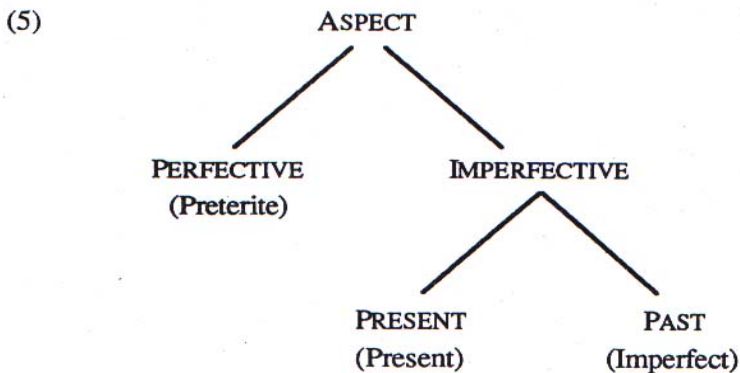 (5) ASPECT
PERFECTIVE IMPERFECTIVE
(Preterite)
PRESENT PAST
(Present) (Imperfect)